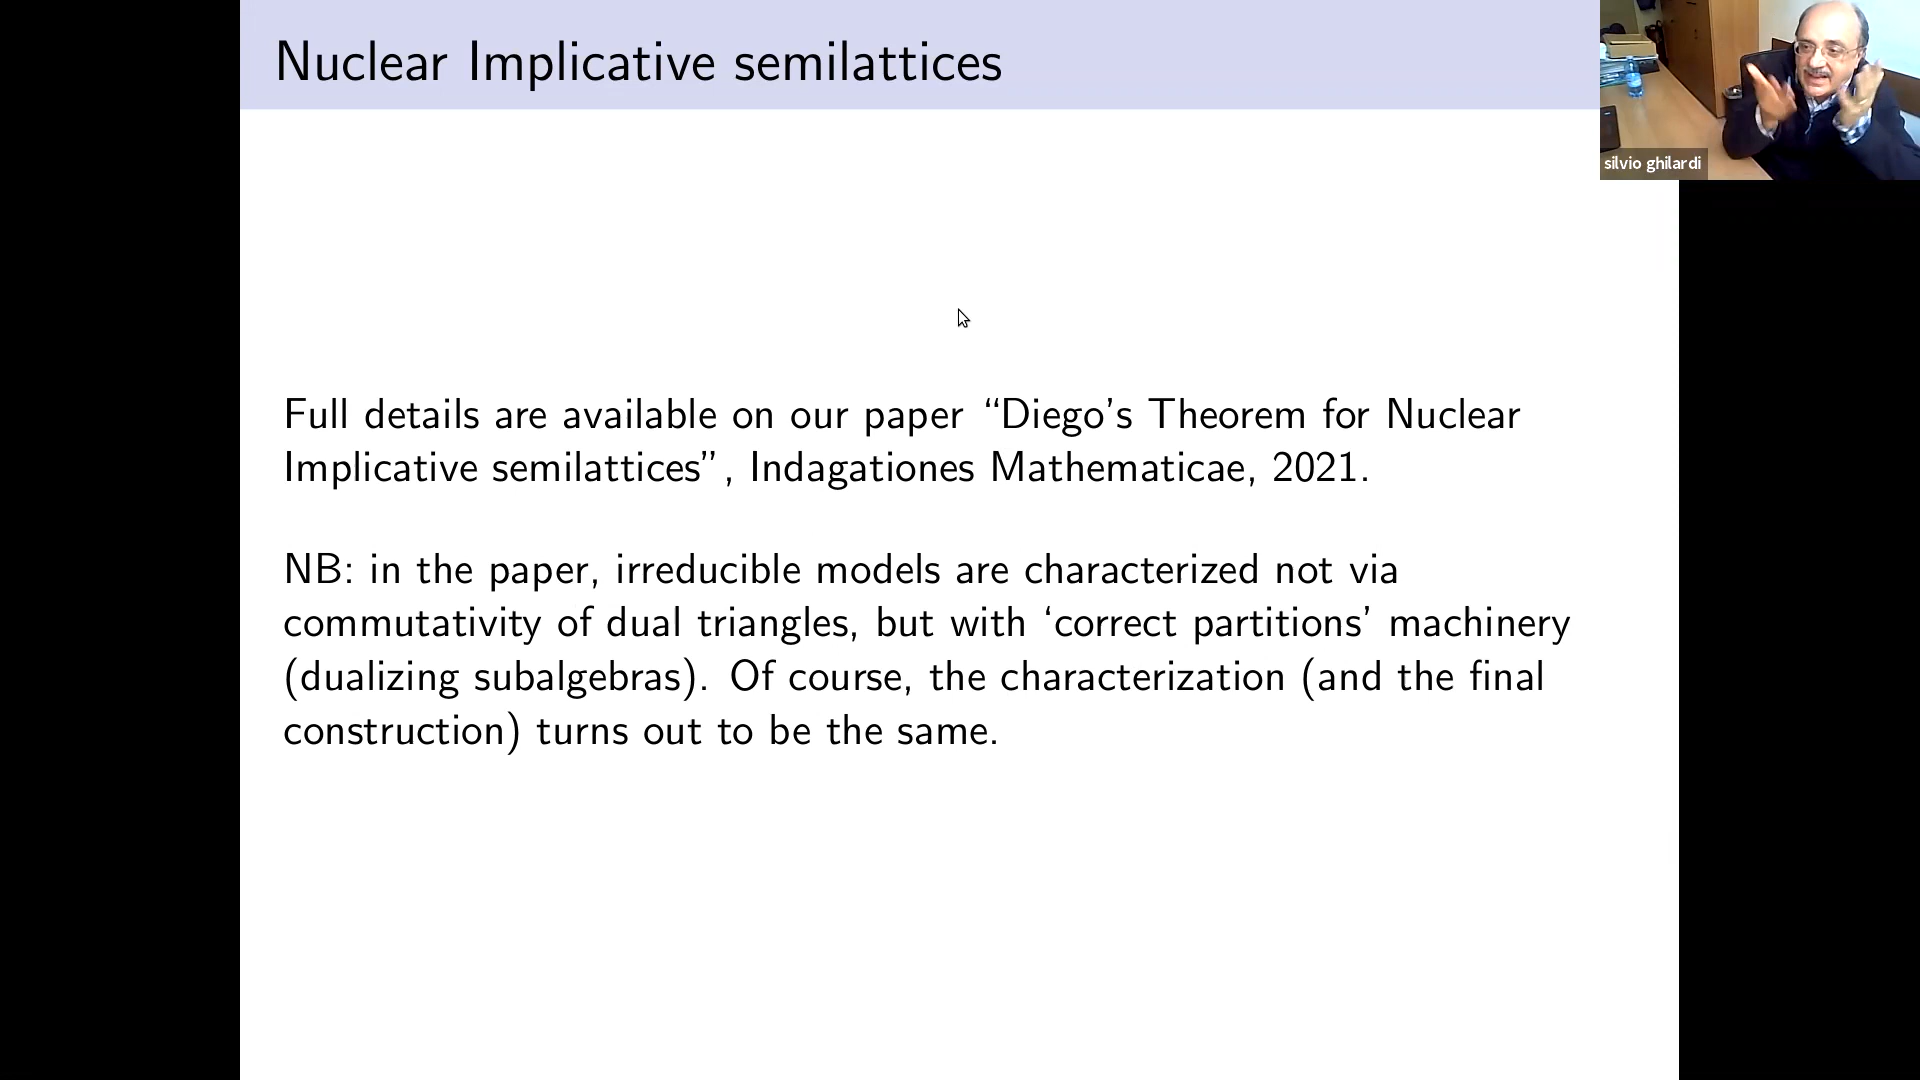 Nuclear Implicative semilattices
silvio ghilardi
Full details are available on our paper “Diego’s Theorem for Nuclear
Implicative semilattices”, Indagationes Mathematicae, 2021.
NB: in the paper, irreducible models are characterized not via
commutativity of dual triangles, but with ‘correct partitions’ machinery
(dualizing subalgebras). Of course, the characterization (and the final
construction) turns out to be the same.